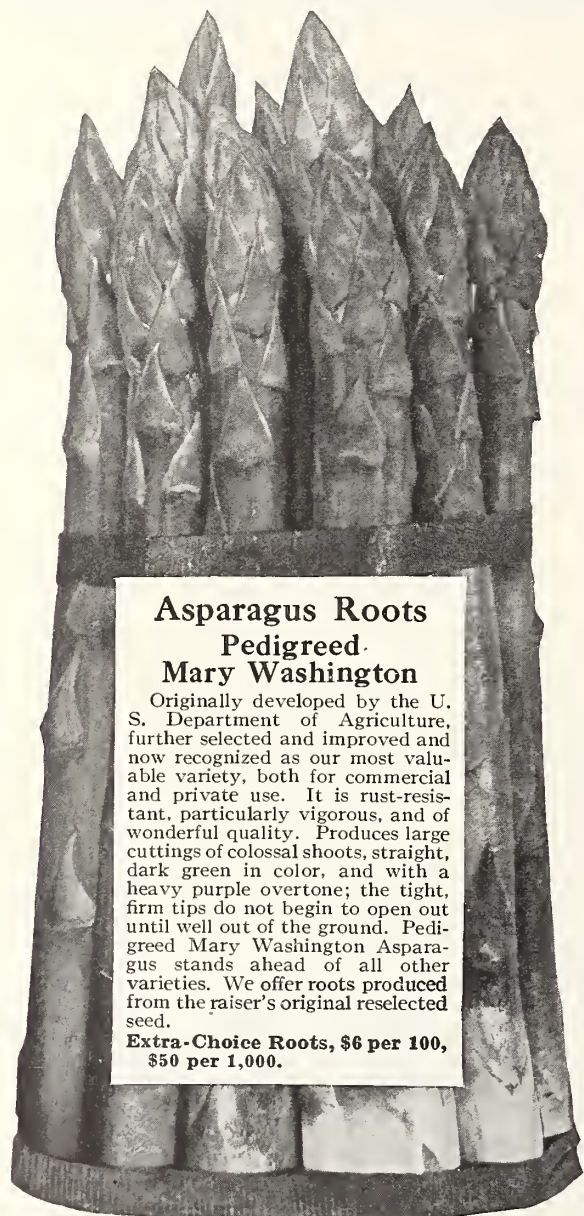 Asparagus Roots
Pedigreed
Mary Washington
Originally developed by the U.
S. Department of Agriculture,
further selected and improved and
now recognized as our most valu-
able variety, both for commercial
and private use. It is rust-resis-
tant, particularly vigorous, and of
wonderful quality. Produces large
cuttings of colossal shoots, straight,
dark green in color, and with a
heavy purple overtone; the tight,
firm tips do not begin to open out
until well out of the ground. Pedi-
greed Mary Washington Aspara-
gus stands ahead of all other
varieties. We offer roots produced
from the raiser's original reselected
seed.
Extra-Choice Roots, $6 per 100,
$50 per 1,000.